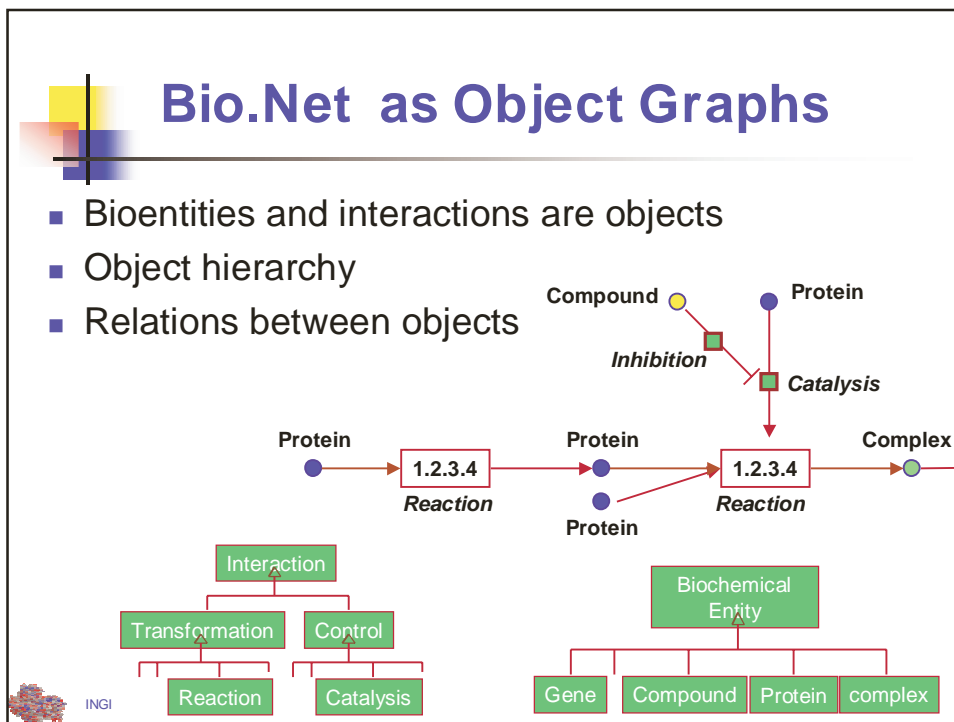 Bio.Net as Object Graphs
Bioentities and interactions are objects
Object hierarchy
Relations between objects
Compound
Protein
Inhibition
Catalysis
Protein
Protein
Complex
1.2.3.4
1.2.3.4
Reaction
Reaction
Protein
Interaction
Biochemical
Entity
Transformation
Control
Reaction
Catalysis
Gene
Compound
Protein
complex
INGI